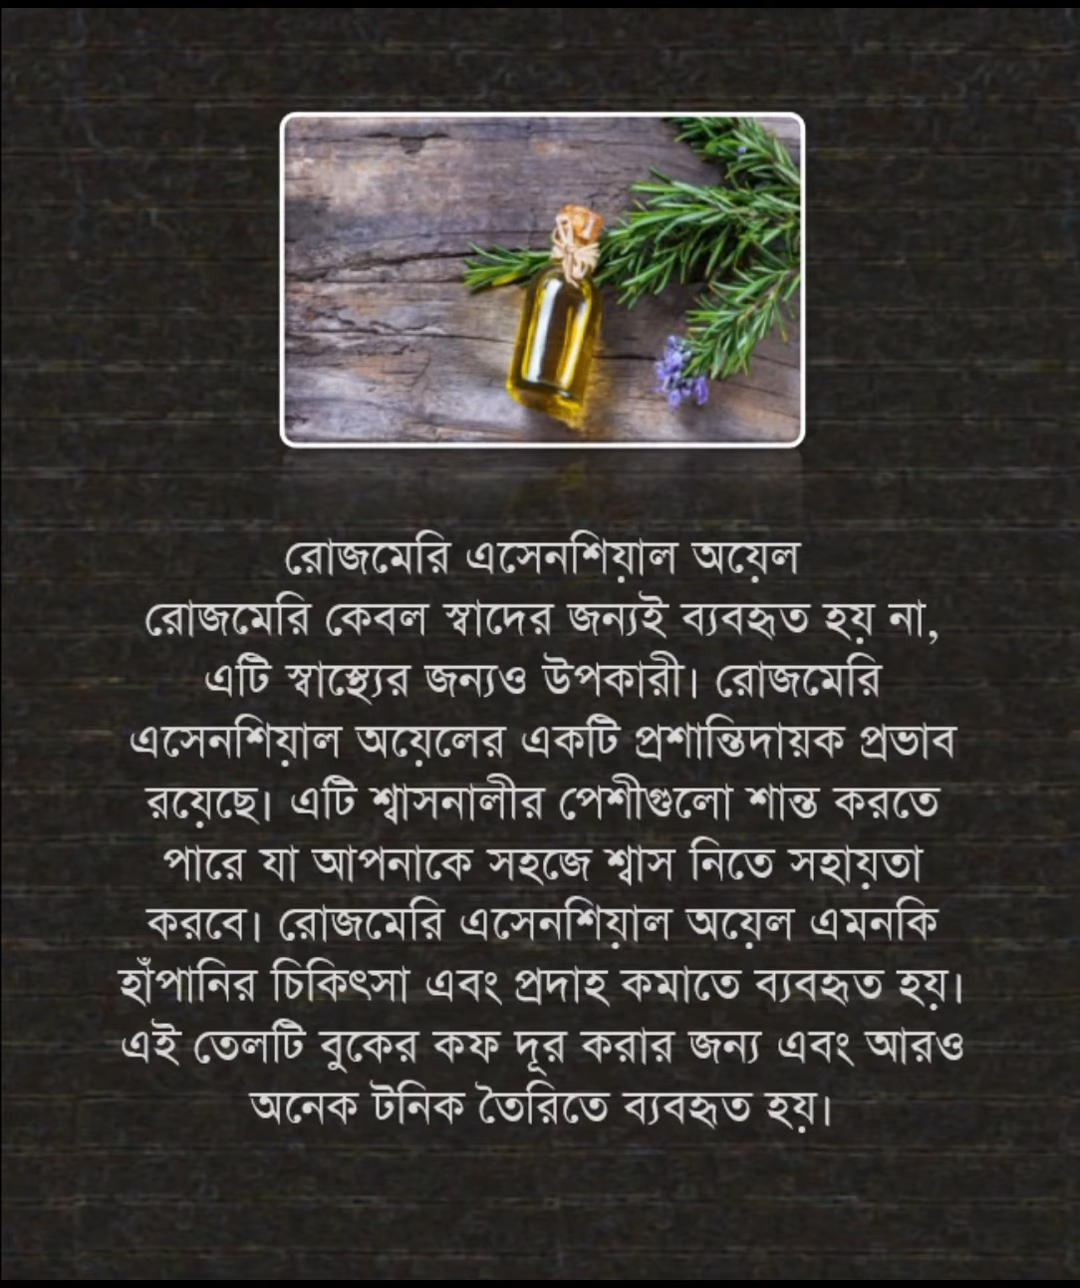 রোজমেরি এসেনশিয়াল অয়েল
রোজমেরি কেবল স্বাদের জন্যই ব্যবহৃত হয় না,
এটি স্বাস্থ্যের জন্যও উপকারী। রোজমেরি
এসেনশিয়াল অয়েলের একটি প্রশান্তিদায়ক প্রভাব
রয়েছে। এটি শ্বাসনালীর পেশীগুলো শান্ত করতে
পারে যা আপনাকে সহজে শ্বাস নিতে সহায়তা
করবে। রোজমেরি এসেনশিয়াল অয়েল এমনকি
হাঁপানির চিকিৎসা এবং প্রদাহ কমাতে ব্যবহৃত হয়।
এই তেলটি বুকের কফ দূর করার জন্য এবং আরও
অনেক টনিক তৈরিতে ব্যবহৃত হয়।